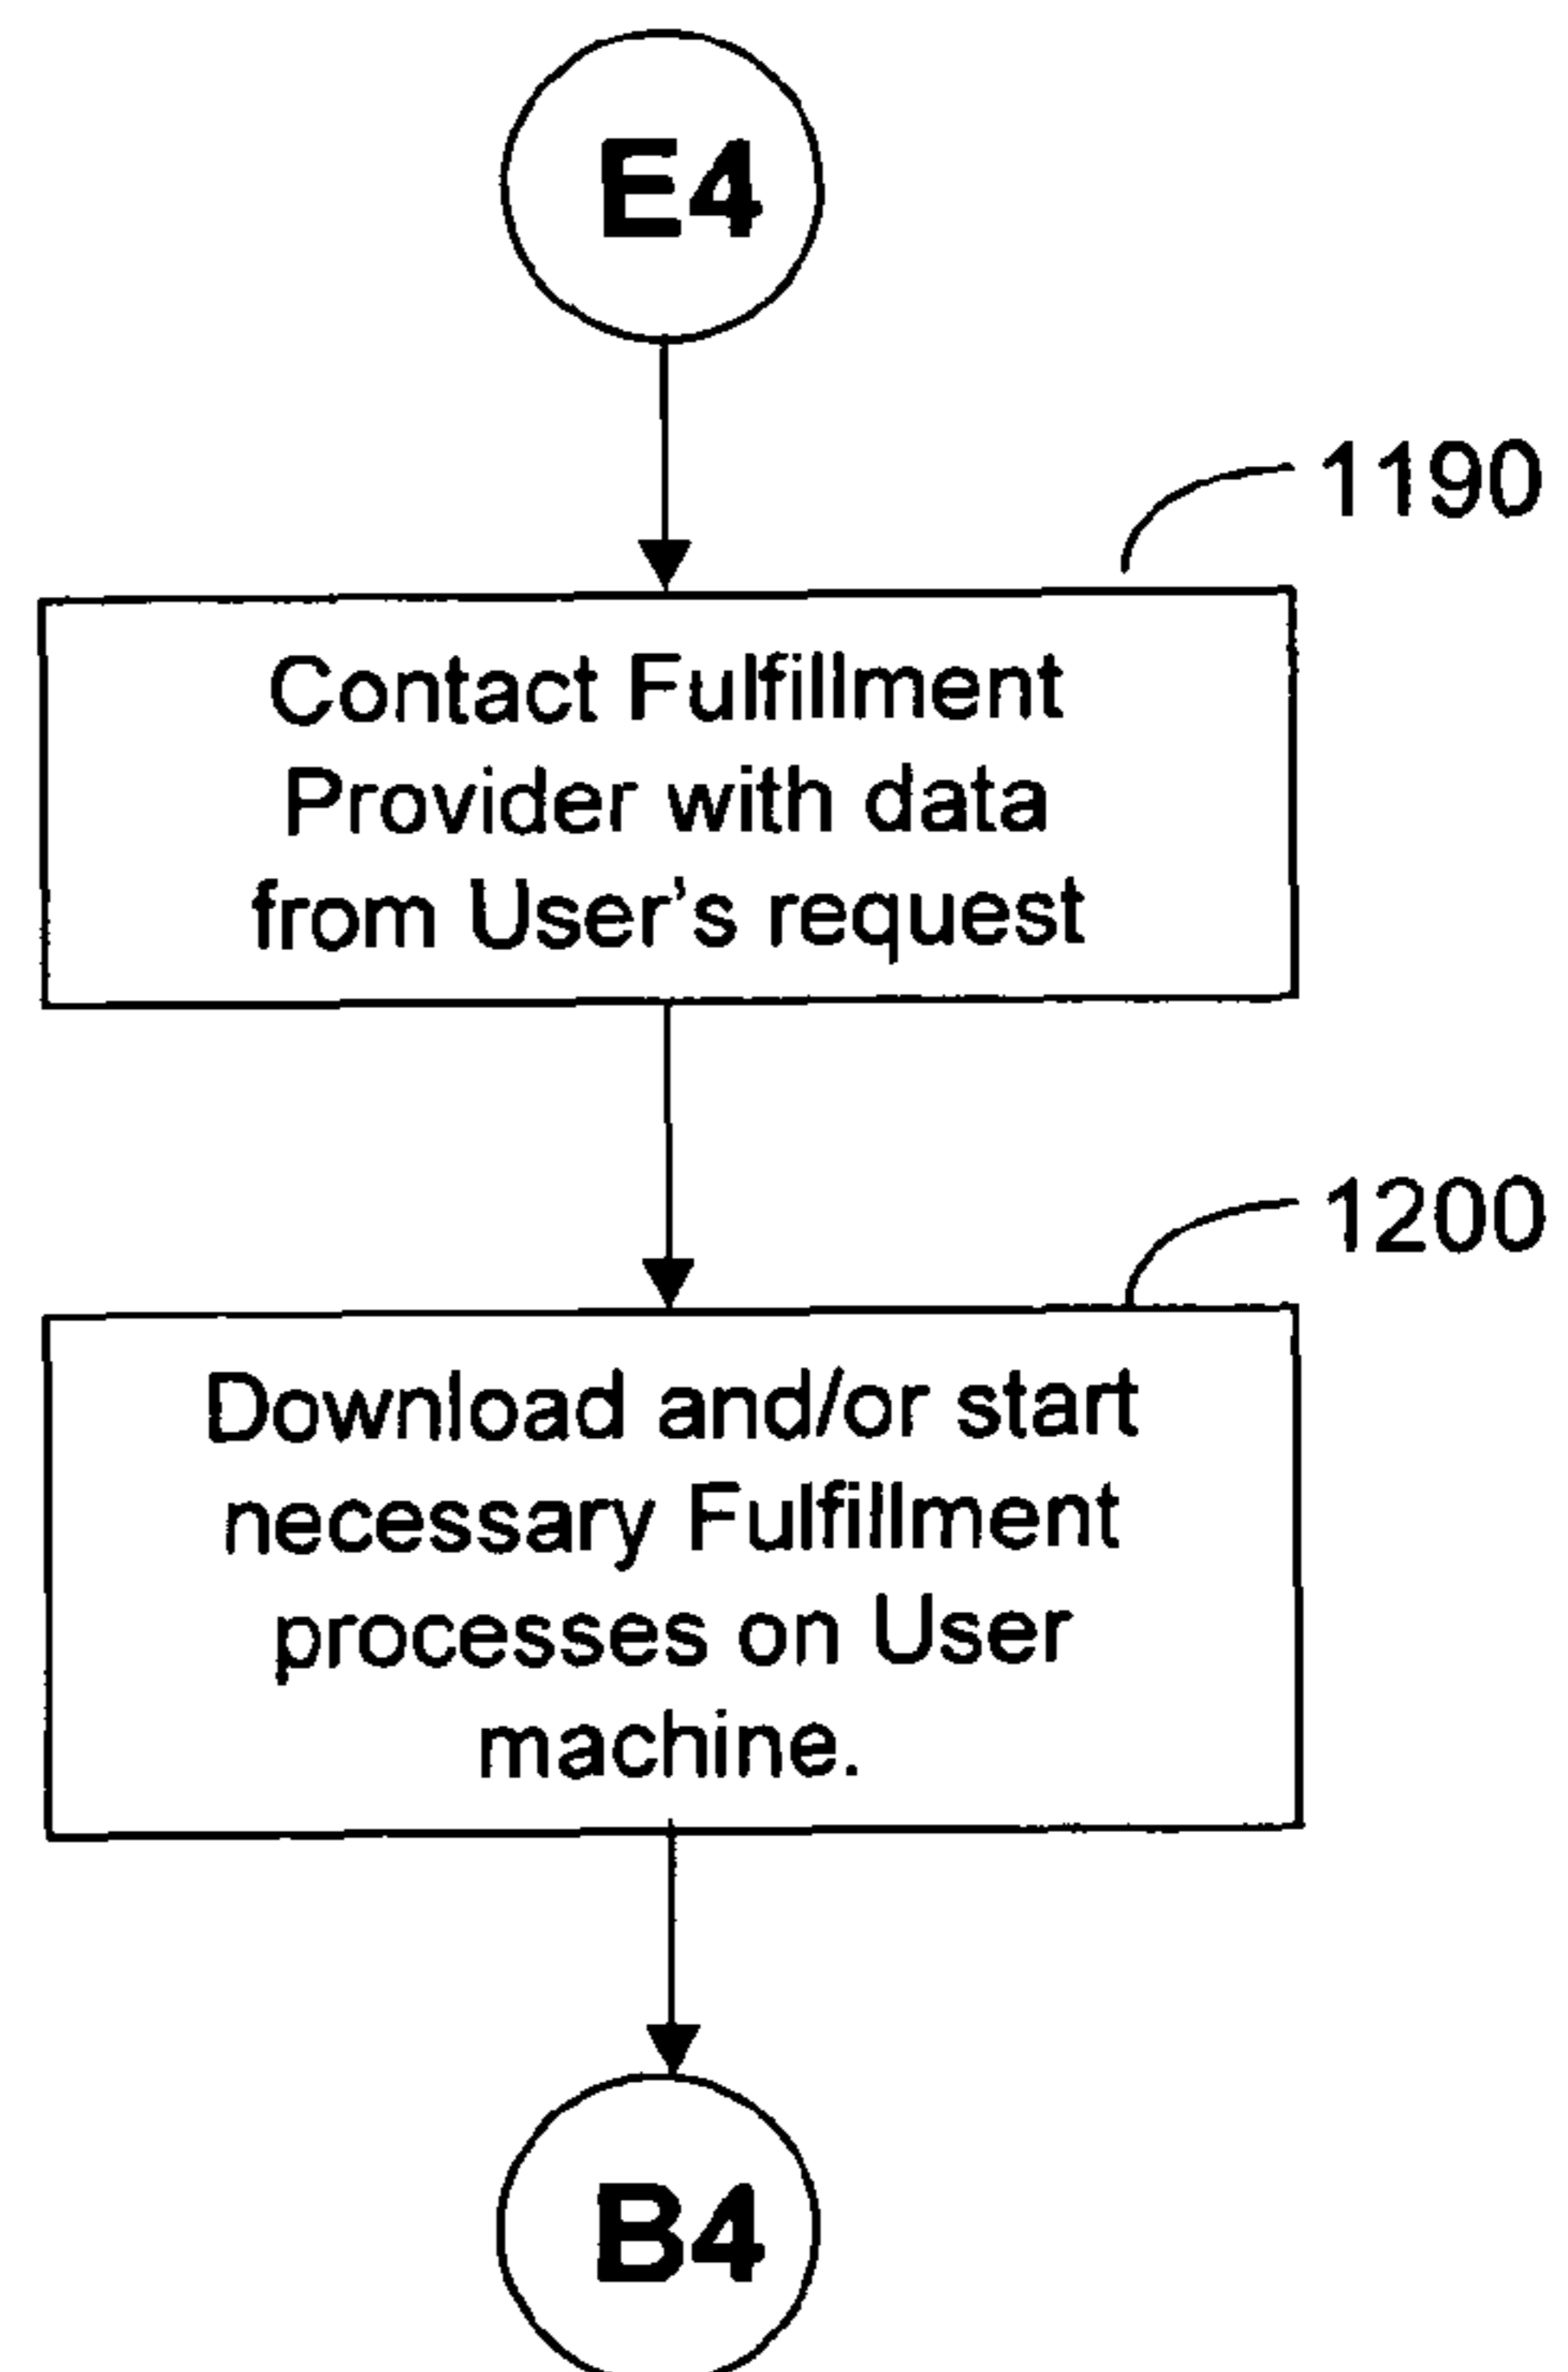 E4
1190
Contact Fulfillment
Provider with data
from User's request
1200
Download and/or start
necessary Fulfillment
processes on User
machine.
B4